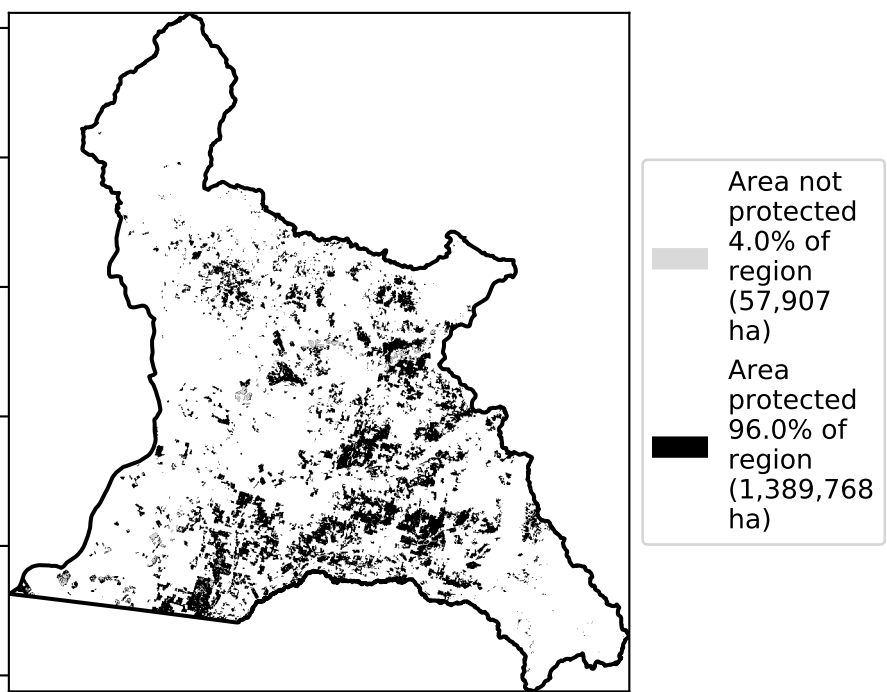 Area not
protected
4.0% of
region
(57,907
ha)
Area
protected
96.0% of
region
(1,389,768
ha)